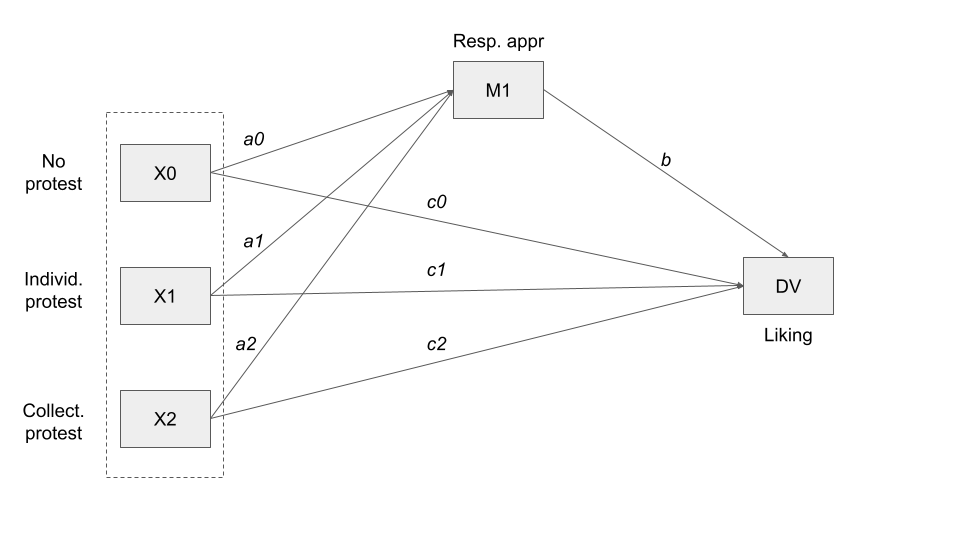 Resp. appr
M1
a0
b
No
protest
X0
c0
a1
c1
Individ.
protest
X1
DV
Liking
a2
c2
Collect.
protest
X2